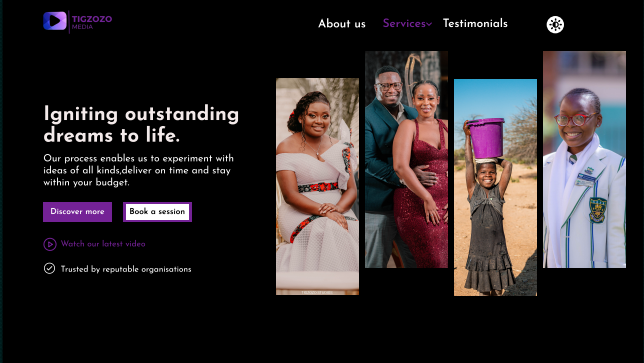 TIGZOZO
MEDIA
About us
Services
Testimonials
Igniting outstanding
dreams to life.
Our process enables us to experiment with
ideas of all kinds,deliver on time and stay
within your budget.
Discover more
Book a session
Watch our latest video
Trusted by reputable organisations